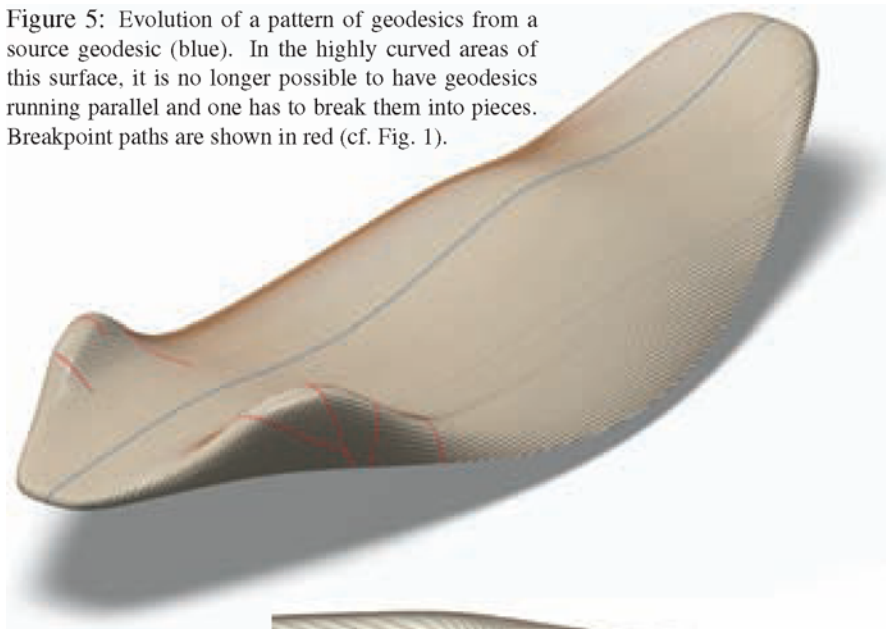 Figure 5: Evolution of a pattern of geodesics from a
source geodesic (blue). In the highly curved areas of
this surface, it is no longer possible to have geodesics
running parallel and one has to break them into pieces.
Breakpoint paths are shown in red (cf. Fig. 1).